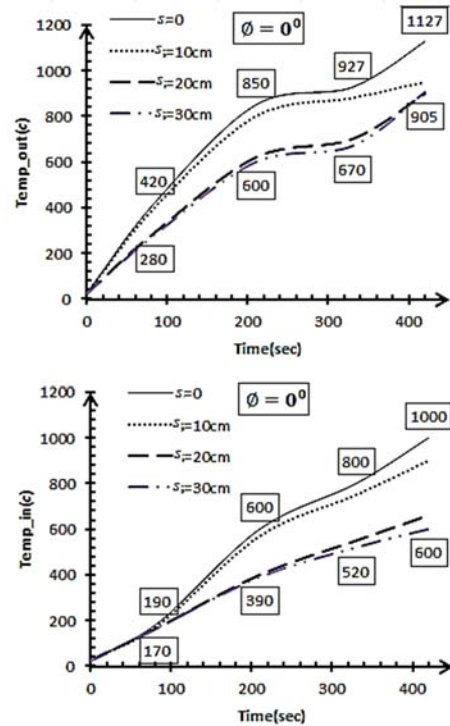 1200
1000
800
600
400
200
0
Temp_out(c)
s=0
s;=10cm
s;=20cm
s;=30cm
Ø = 0⁰
1127
850
927
420
905
600
670
280
0 100 200 300 400
Time(sec)
1200
1000
800
600
400
200
0
Temp_in(c)
s=0
s;=10cm
s;=20cm
s;=30cm
Ø = 0⁰
1000
800
600
190
390
520
600
170
0 100 200 300 400
Time(sec)